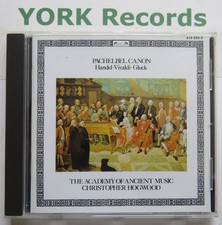 YORK Records
PACHELBEL CANON
Handel·Vivaldi·Gluck
THE ACADEMY OF ANCIENT MUSIC
CHRISTOPHER HOGWOOD